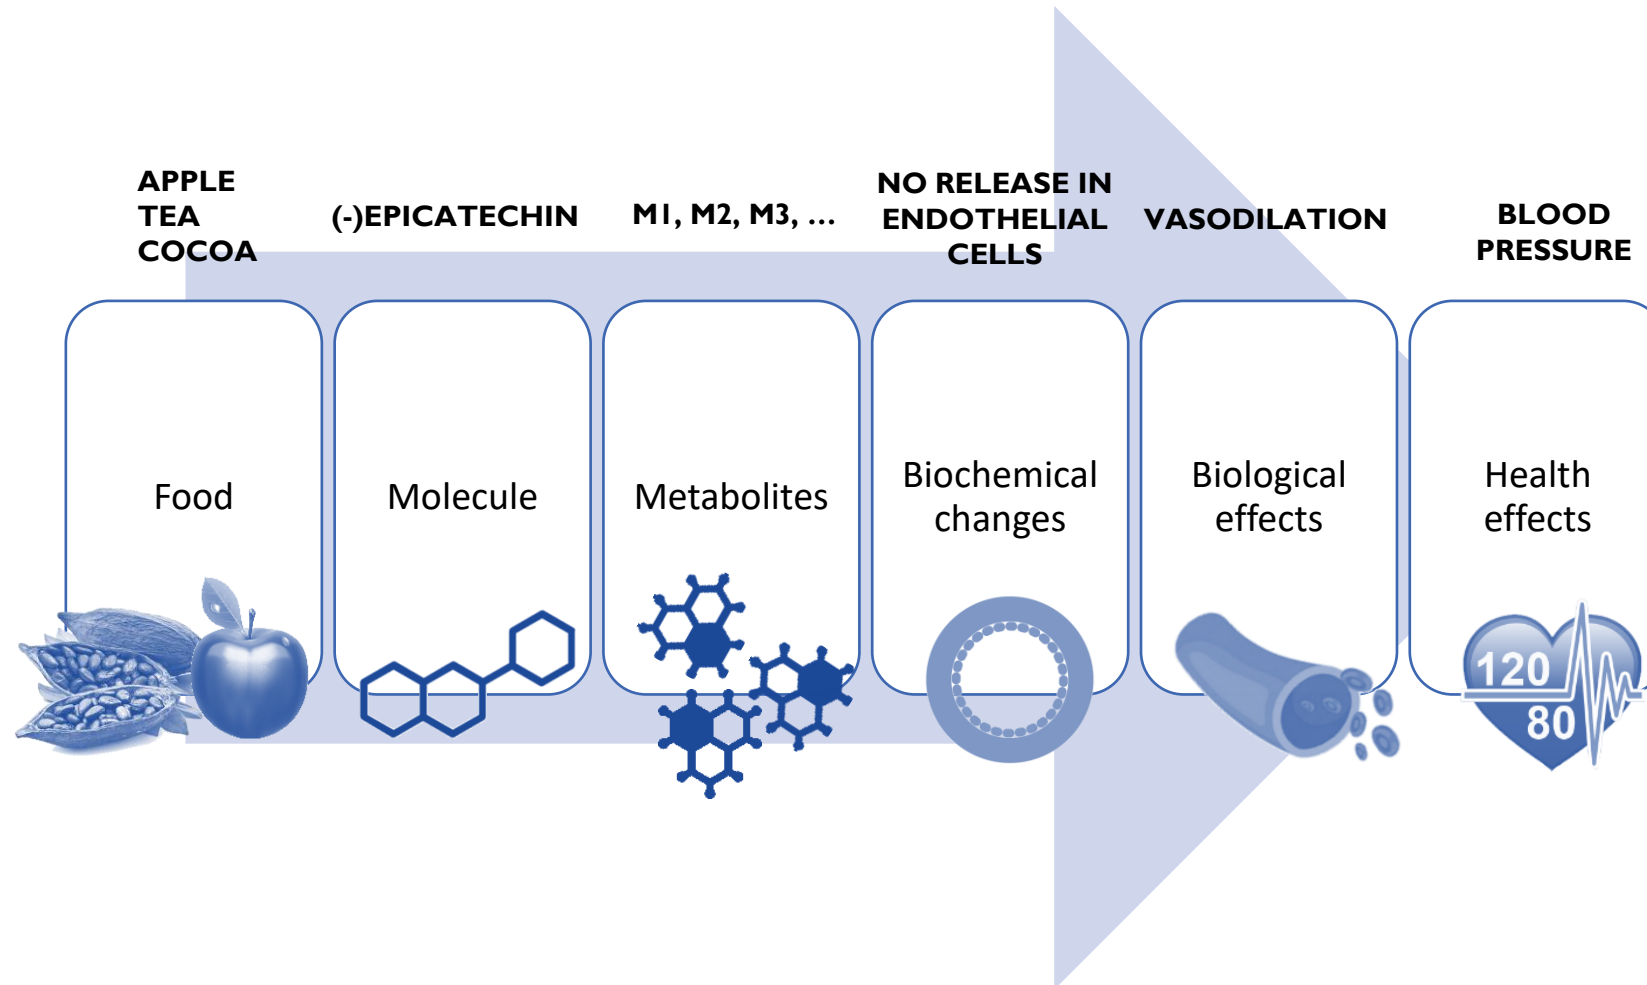 APPLE
TEA
COCOA
(-)EPICATECHIN
M1, M2, M3, …
NO RELEASE IN
ENDOTHELIAL
CELLS
VASODILATION
BLOOD
PRESSURE
Food
Molecule
Metabolites
Biochemical
changes
Biological
effects
Health
effects
120
80